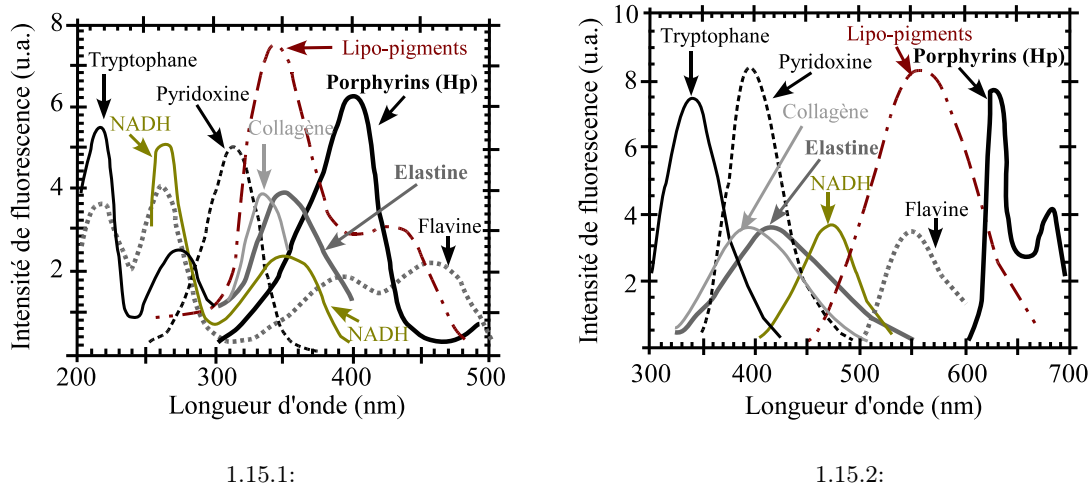 Intensité de fluorescence (u.a.)
8
6
4
2
Tryptophane
NADH
Pyridoxine
Lipo-pigments
Porphyrins (Hp)
Collagène
Elastine
Flavine
NADH
200
300
400
500
Longueur d'onde (nm)
1.15.1:
Intensité de fluorescence (u.a.)
10
8
6
4
2
Tryptophane
Pyridoxine
Lipo-pigments
Porphyrins (Hp)
Collagène
Elastine
NADH
Flavine
300
400
500
600
700
Longueur d'onde (nm)
1.15.2: